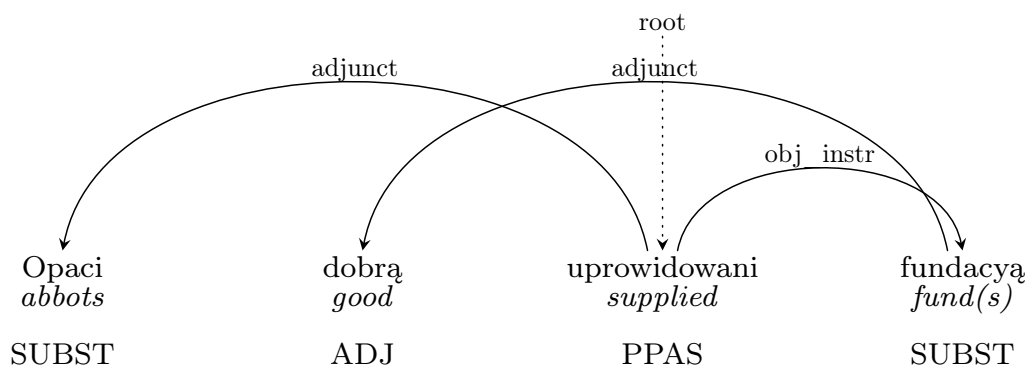 root
adjunct adjunct
obj_instr
Opaci dobrą uprowidowani fundacyą
abbots good supplied fund(s)
SUBST ADJ PPAS SUBST